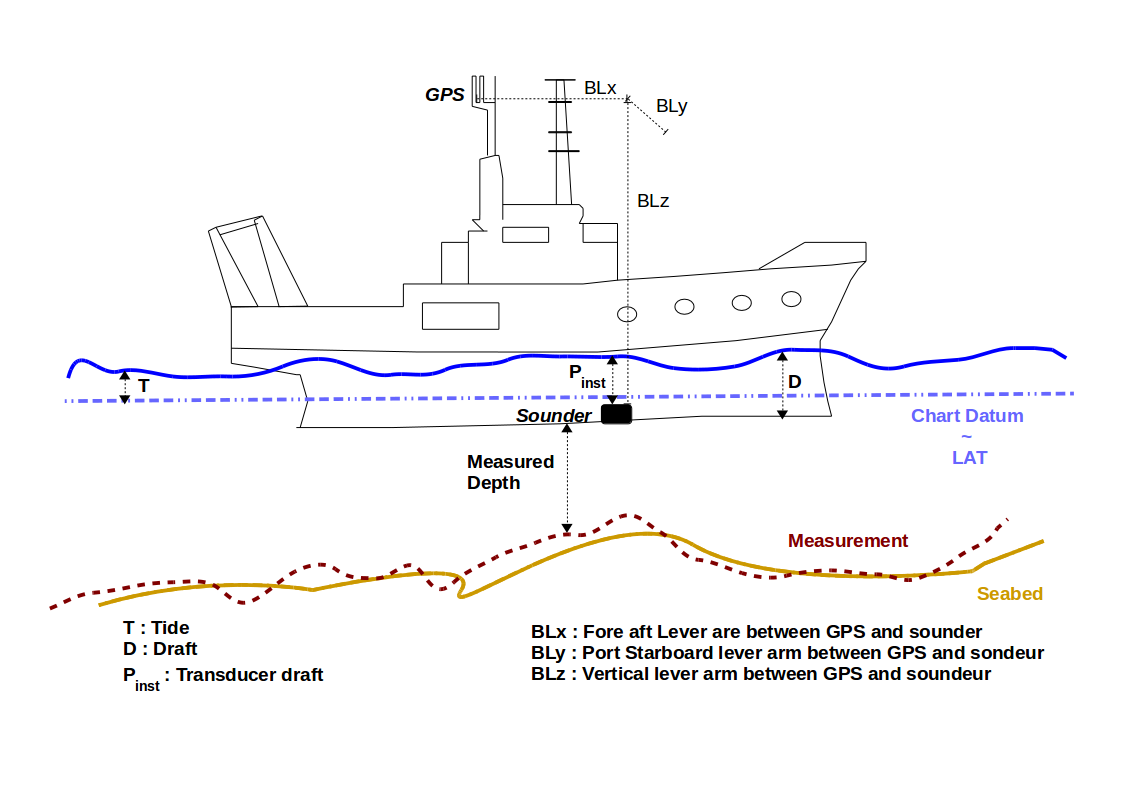 GPS
BLx
BLy
BLz
T
P inst
D
Sounder
Chart Datum
~
LAT
Measured
Depth
Measurement
Seabed
T : Tide
D : Draft
P inst : Transducer draft
BLx : Fore aft Lever are between GPS and sounder
BLy : Port Starboard lever arm between GPS and sondeur
BLz : Vertical lever arm between GPS and soundeur